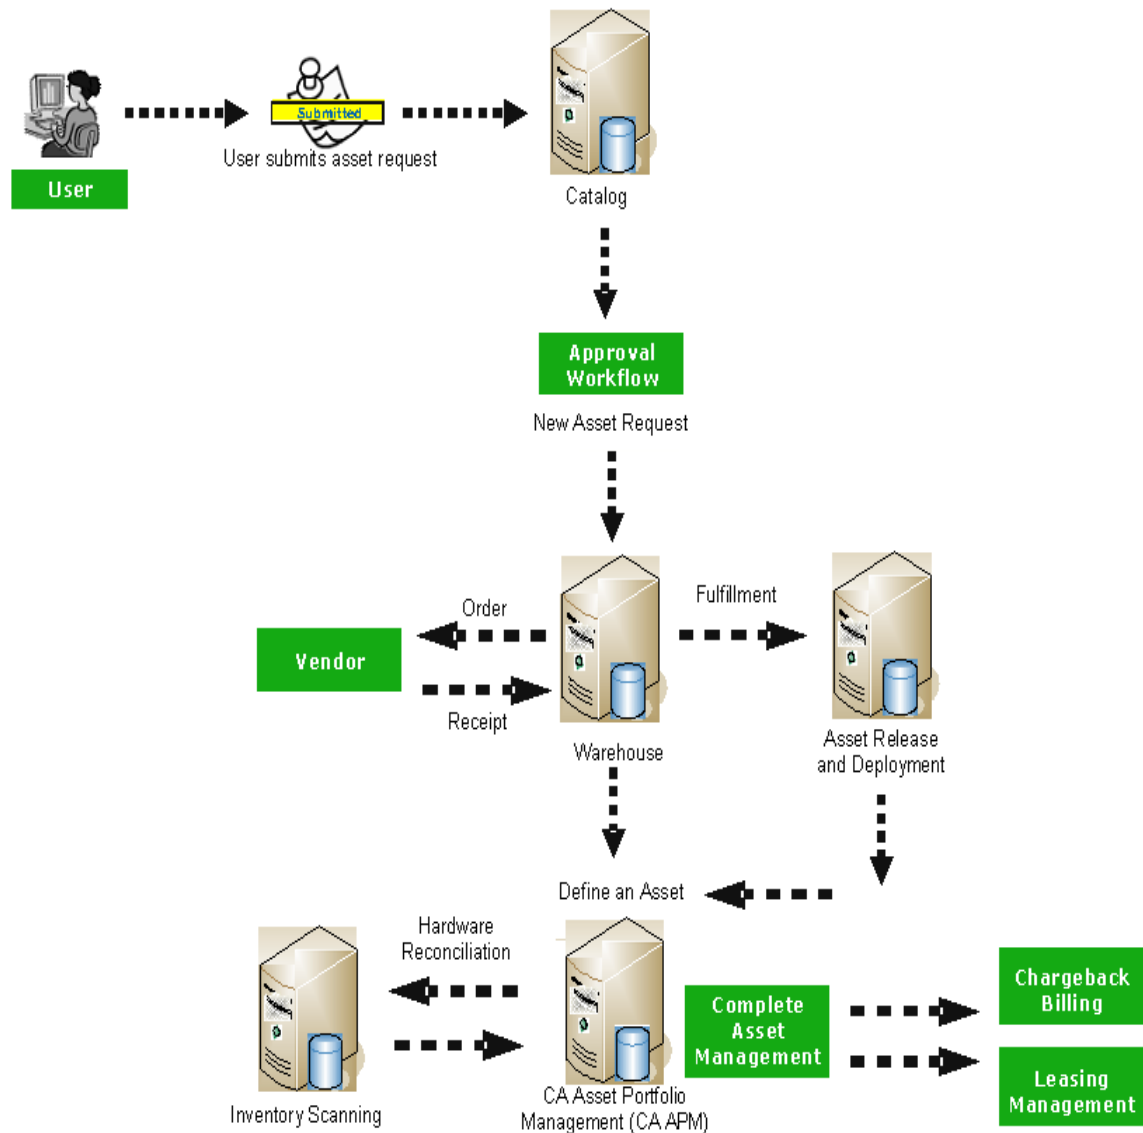 Submitted
User submits asset request
User
Catalog
Approval
Workflow
New Asset Request
Order
Fulfillment
Vendor
Receipt
Warehouse
Asset Release
and Deployment
Define an Asset
Hardware
Reconciliation
Complete
Asset
Management
Chargeback
Billing
Leasing
Management
Inventory Scanning
CA Asset Portfolio
Management (CA APM)